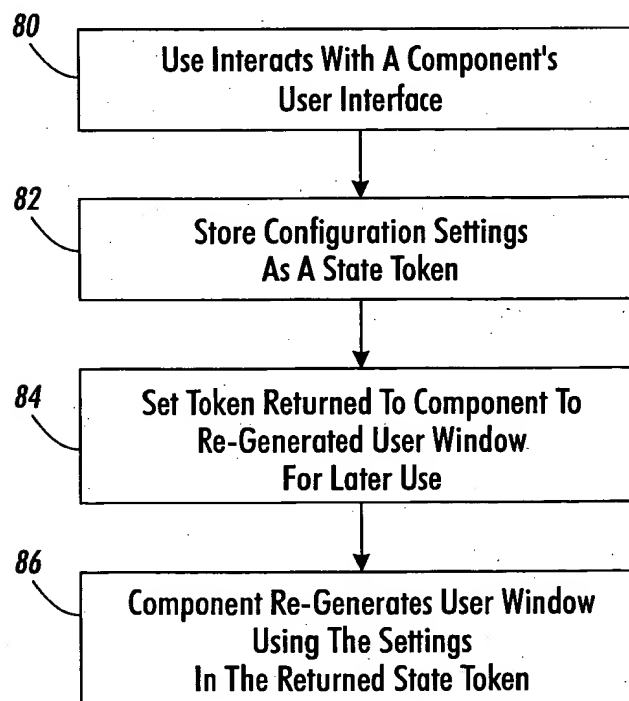 80
Use Interacts With A Component's
User Interface
82
Store Configuration Settings
As A State Token
84
Set Token Returned To Component To
Re-Generated User Window
For Later Use
86
Component Re-Generates User Window
Using The Settings
In The Returned State Token